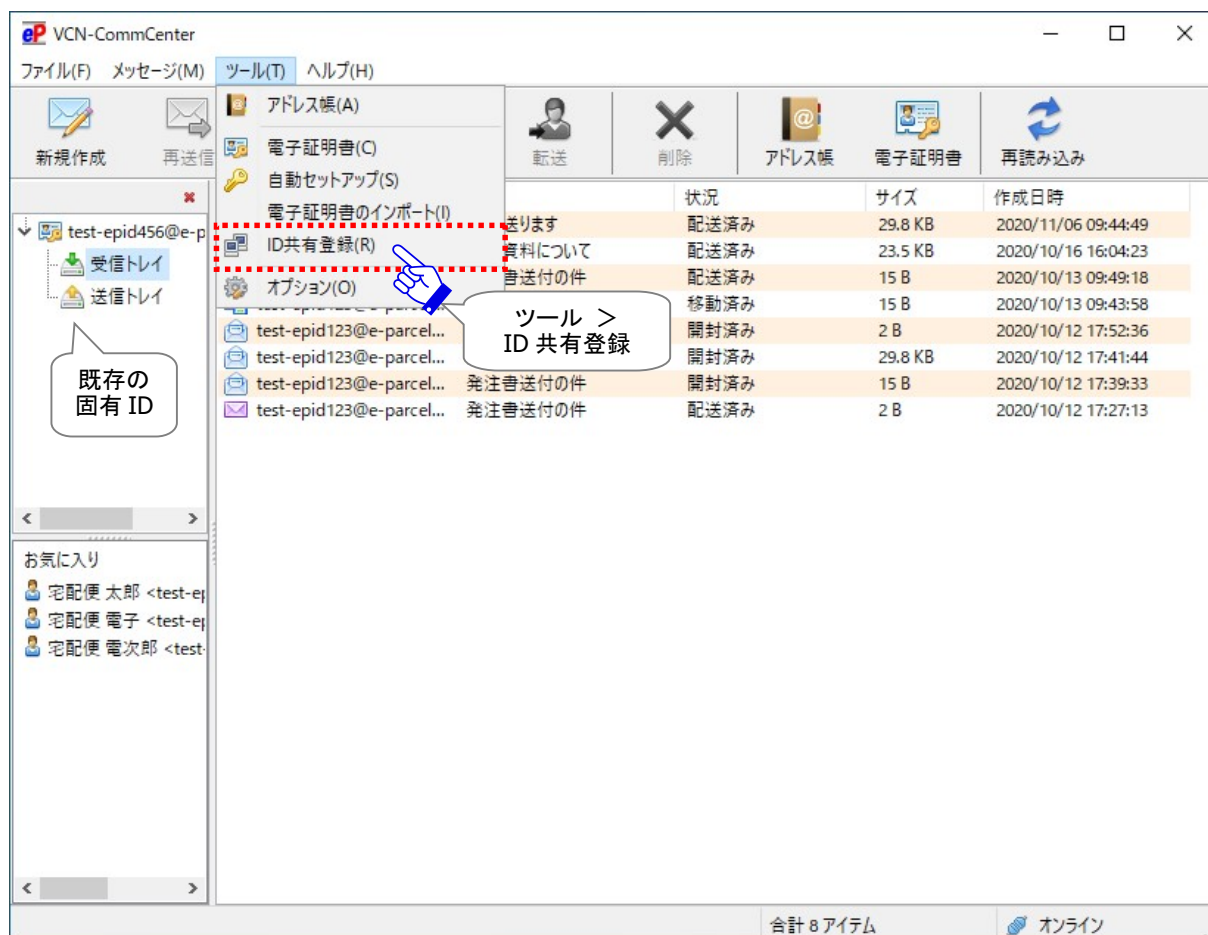 eP VCN-CommCenter
ファイル(F) メッセージ(M) ツール(T) ヘルプ(H)
新規作成 再送信 転送 削除 アドレス帳 電子証明書 再読み込み
アドレス帳(A)
電子証明書(C)
自動セットアップ(S)
電子証明書のインポート(I)
ID共有登録(R)
オプション(O)
ツール >
ID 共有登録
test-epid456@e-p
受信トレイ
送信トレイ
既存の
固有 ID
状況 サイズ 作成日時
送ります 配送済み 29.8 KB 2020/11/06 09:44:49
資料について 配送済み 23.5 KB 2020/10/16 16:04:23
書送付の件 配送済み 15 B 2020/10/13 09:49:18
test-epid123@e-parcel... 移動済み 15 B 2020/10/13 09:43:58
test-epid123@e-parcel... 開封済み 2 B 2020/10/12 17:52:36
test-epid123@e-parcel... 開封済み 29.8 KB 2020/10/12 17:41:44
test-epid123@e-parcel... 発注書送付の件 開封済み 15 B 2020/10/12 17:39:33
test-epid123@e-parcel... 発注書送付の件 配送済み 2 B 2020/10/12 17:27:13
お気に入り
宅配便 太郎 <test-ep
宅配便 電子 <test-ep
宅配便 電次郎 <test-
合計 8 アイテム オンライン